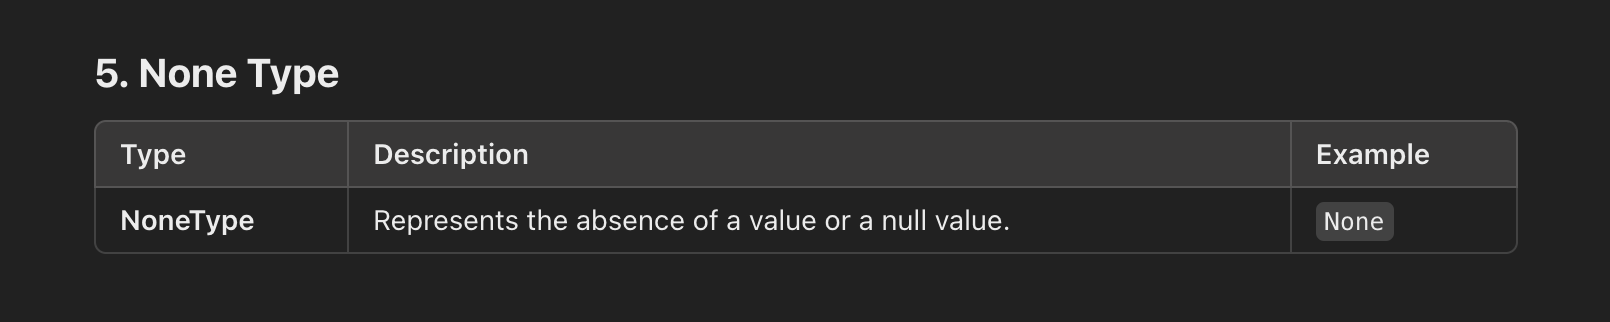 5. None Type
Type Description Example
NoneType Represents the absence of a value or a null value. None